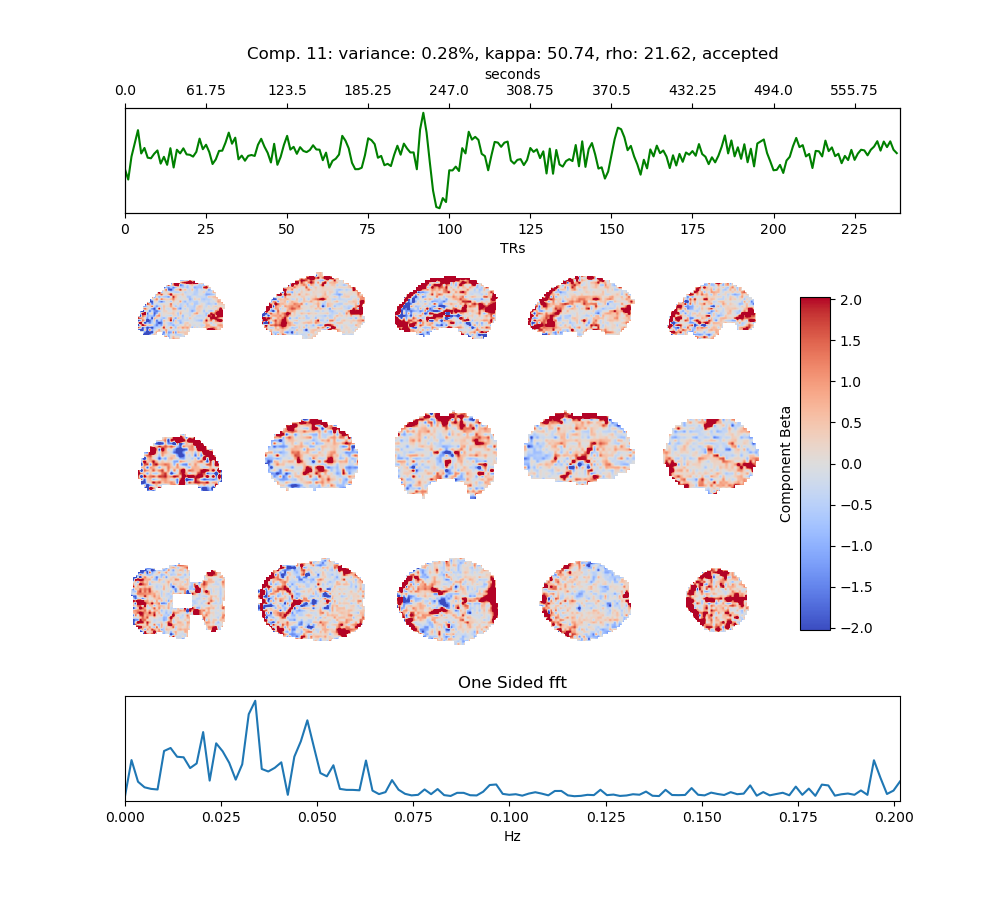 Comp. 11: variance: 0.28%, kappa: 50.74, rho: 21.62, accepted
seconds
0.0 61.75 123.5 185.25 247.0 308.75 370.5 432.25 494.0 555.75
0 25 50 75 100 125 150 175 200 225
TRs
2.0
1.5
1.0
0.5
0.0
−0.5
−1.0
−1.5
−2.0
Component Beta
One Sided fft
0.000 0.025 0.050 0.075 0.100 0.125 0.150 0.175 0.200
Hz